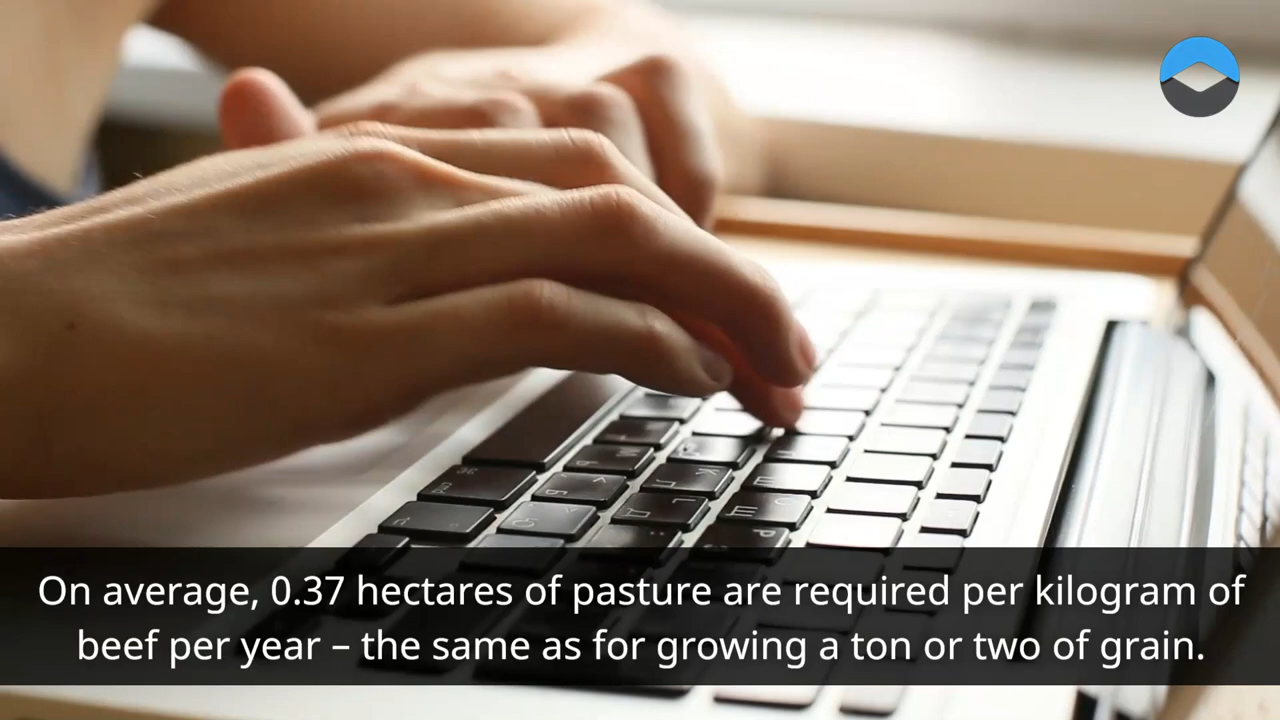 On average, 0.37 hectares of pasture are required per kilogram of
beef per year – the same as for growing a ton or two of grain.